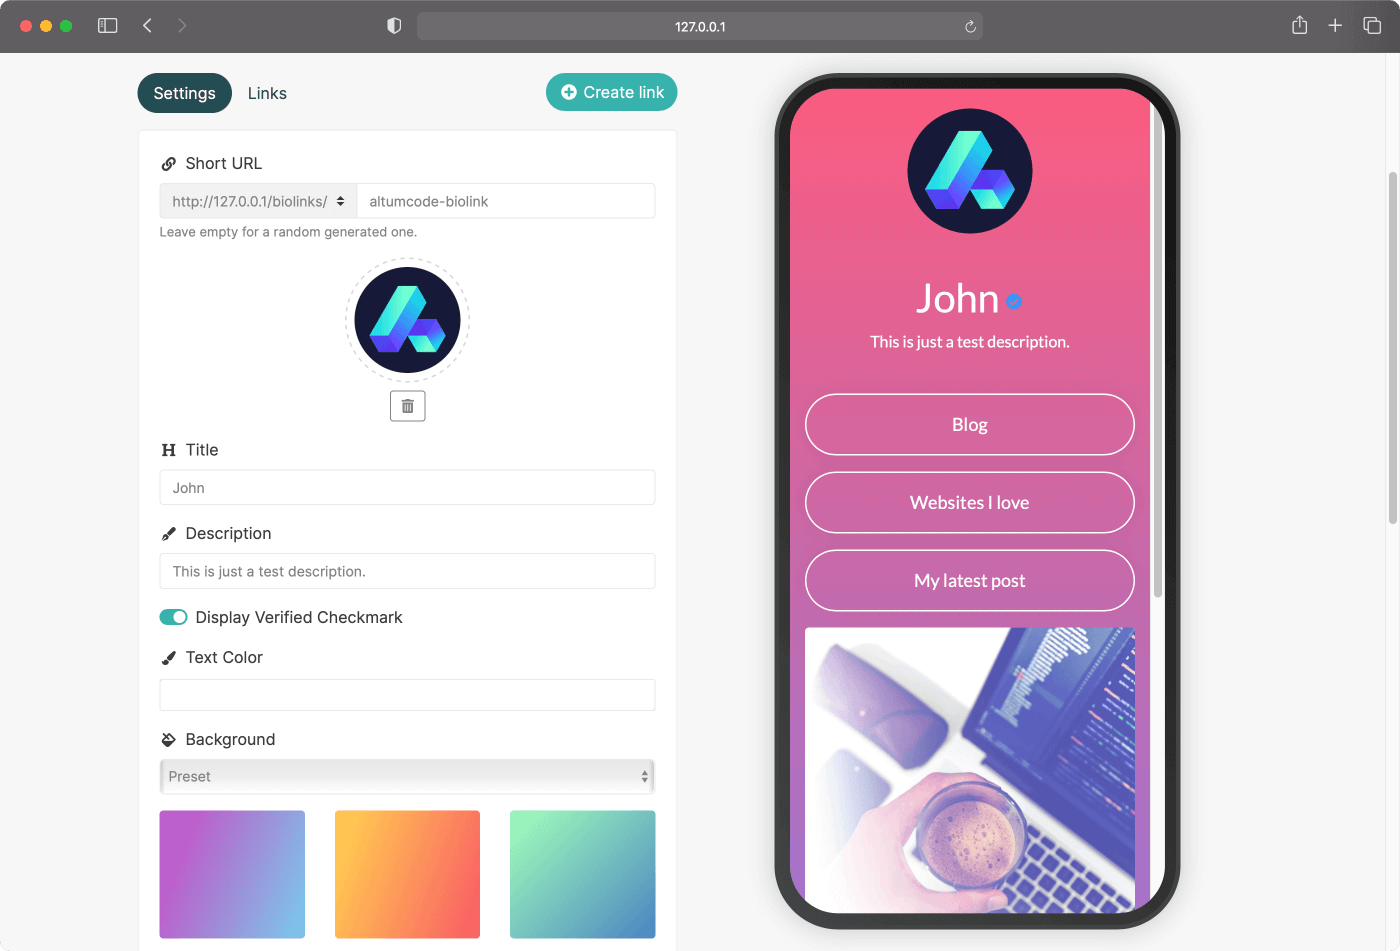 127.0.0.1
Settings
Links
Create link
Short URL
http://127.0.0.1/biolinks/
altumcode-biolink
Leave empty for a random generated one.
H Title
John
Description
This is just a test description.
Display Verified Checkmark
Text Color
Background
Preset
John
This is just a test description.
Blog
Websites I love
My latest post